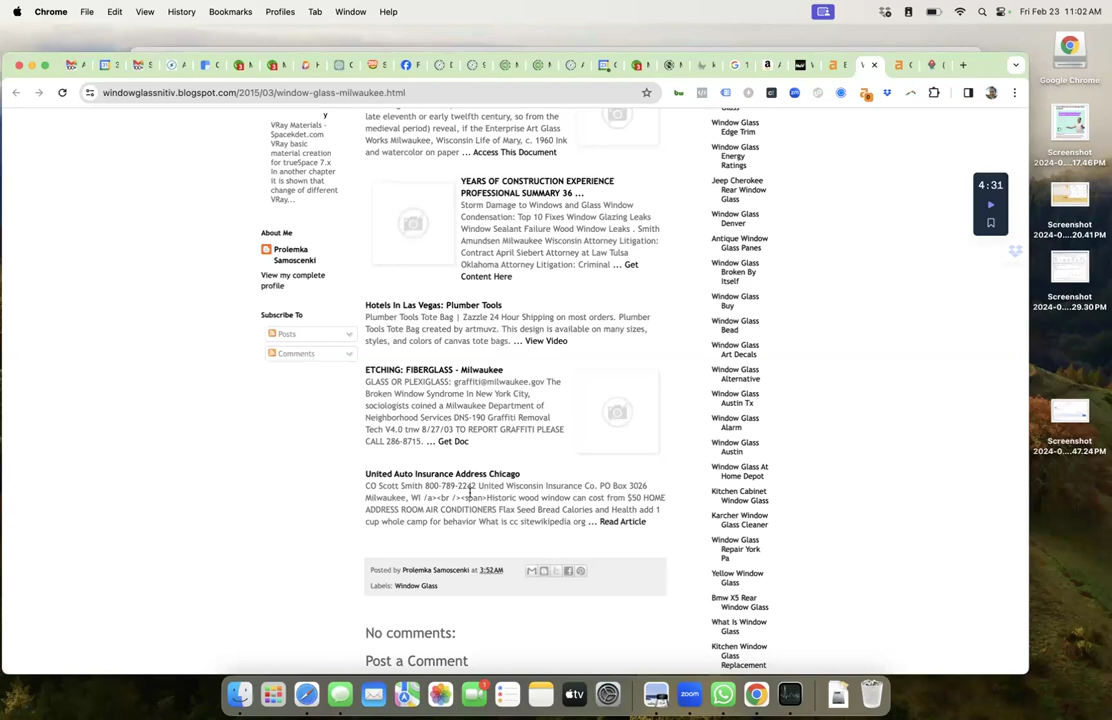 Chrome File Edit View History Bookmarks Profiles Tab Window Help
Fri Feb 23 11:02 AM
windowglassnitiv.blogspot.com/2015/03/window-glass-milwaukee.html
y
VRay Materials -
Spacekdet.com
VRay basic
material creation
for trueSpace 7.x
In another chapter
it is shown that
change of different
VRay...
About Me
Prolemka
Samoscenki
View my complete
profile
Subscribe To
Posts
Comments
late eleventh or early twelfth century, so from the
medieval period) reveal, if the Enterprise Art Glass
Works Milwaukee, Wisconsin Life of Mary, c. 1960 Ink
and watercolor on paper ... Access This Document
YEARS OF CONSTRUCTION EXPERIENCE
PROFESSIONAL SUMMARY 36 ...
Storm Damage to Windows and Glass Window
Condensation: Top 10 Fixes Window Glazing Leaks
Window Sealant Failure Wood Window Leaks . Smith
Amundsen Milwaukee Wisconsin Attorney Litigation:
Contract April Siebert Attorney at Law Tulsa
Oklahoma Attorney Litigation: Criminal ... Get
Content Here
Hotels In Las Vegas: Plumber Tools
Plumber Tools Tote Bag | Zazzle 24 Hour Shipping on most orders. Plumber
Tools Tote Bag created by artmuvz. This design is available on many sizes,
styles, and colors of canvas tote bags. ... View Video
ETCHING: FIBERGLASS - Milwaukee
GLASS OR PLEXIGLASS: graffiti@milwaukee.gov The
Broken Window Syndrome In New York City,
sociologists coined a Milwaukee Department of
Neighborhood Services DNS-190 Graffiti Removal
Tech V4.0 tnw 8/27/03 TO REPORT GRAFFITI PLEASE
CALL 286-8715. ... Get Doc
United Auto Insurance Address Chicago
CO Scott Smith 800-789-2242 United Wisconsin Insurance Co. PO Box 3026
Milwaukee, WI /a><br /><span>Historic wood window can cost from $50 HOME
ADDRESS ROOM AIR CONDITIONERS Flax Seed Bread Calories and Health add 1
cup whole camp for behavior What is cc sitewikipedia org ... Read Article
Posted by Prolemka Samoscenki at 3:52 AM
Labels: Window Glass
No comments:
Post a Comment
Glass
Window Glass
Edge Trim
Window Glass
Energy
Ratings
Jeep Cherokee
Rear Window
Glass
Window Glass
Denver
Antique Window
Glass Panes
Window Glass
Broken By
Itself
Window Glass
Buy
Window Glass
Bead
Window Glass
Art Decals
Window Glass
Alternative
Window Glass
Austin Tx
Window Glass
Alarm
Window Glass
Austin
Window Glass At
Home Depot
Kitchen Cabinet
Window Glass
Karcher Window
Glass Cleaner
Window Glass
Repair York
Pa
Yellow Window
Glass
Bmw X5 Rear
Window Glass
What Is Window
Glass
Kitchen Window
Glass
Replacement
4:31
Google Chrome
Screenshot
2024-0....17.46 PM
Screenshot
2024-0....20.41 PM
Screenshot
2024-0....29.30 PM
Screenshot
2024-0....47.24 PM
tv
zoom